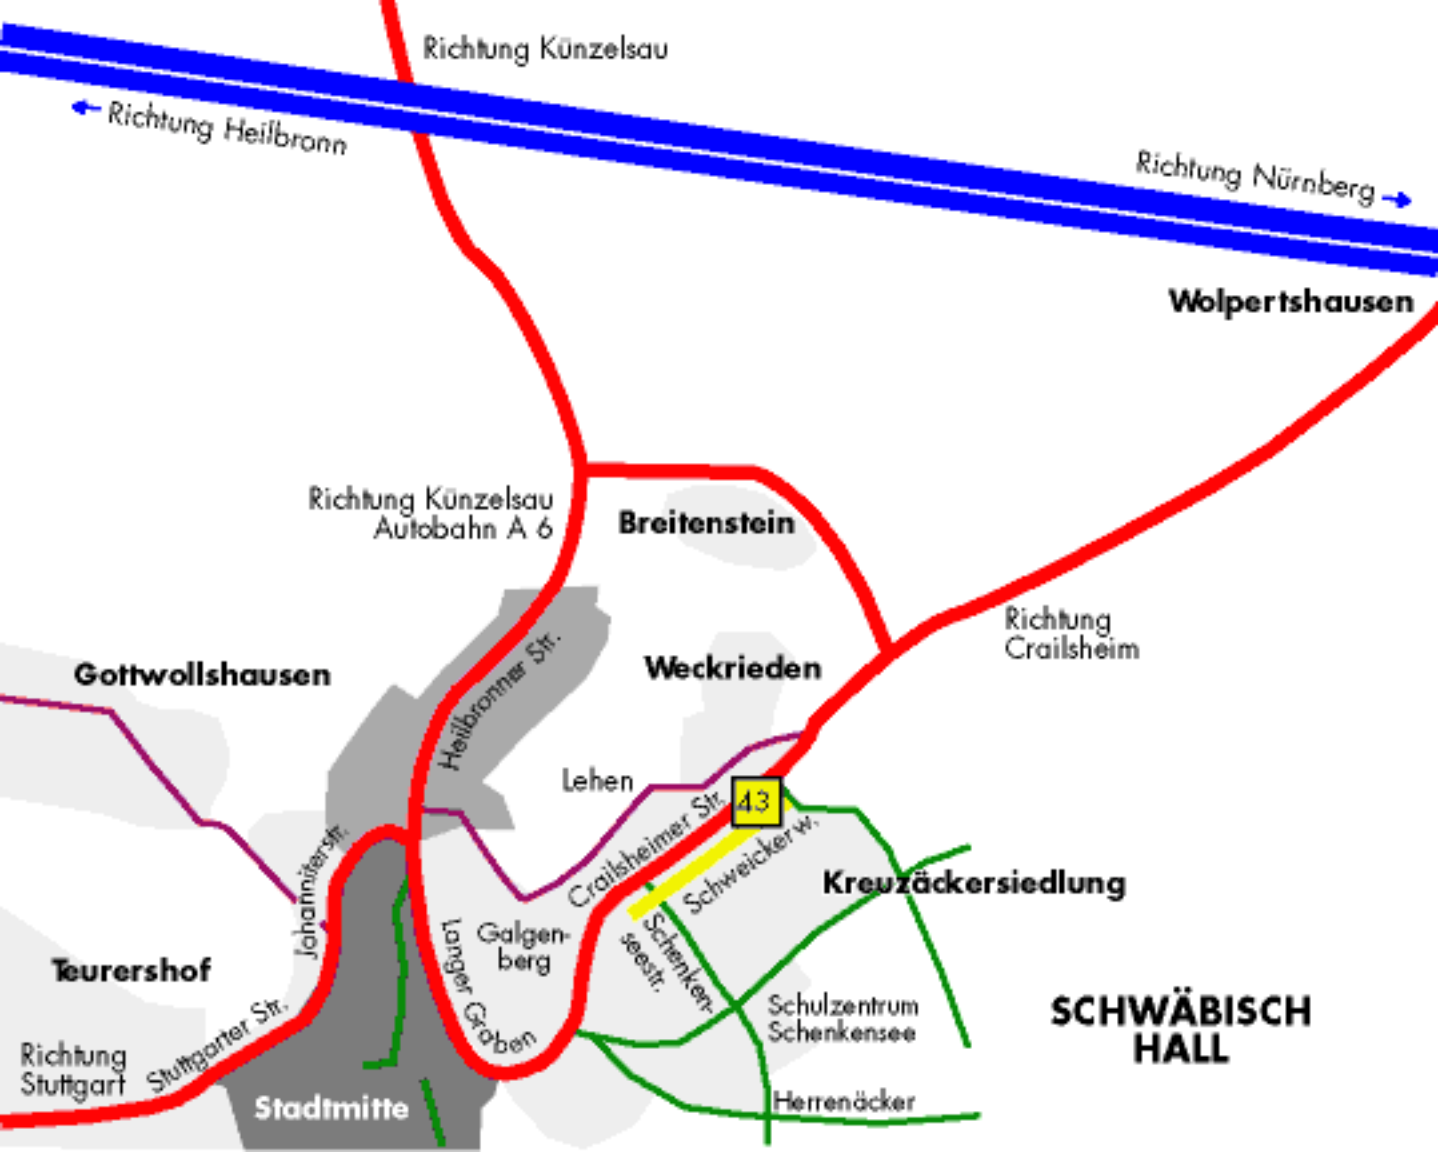 Richtung Künzelsau
Richtung Heilbronn
Richtung Nürnberg
Wolpertshausen
Richtung Künzelsau
Autobahn A 6
Breitenstein
Richtung
Crailsheim
Heilbronner Str.
Gottwollshausen
Weckrieden
Lehen
43
Crailsheimer Str.
Schweickerw.
Johanniterstr.
Kreuzäckersiedlung
Langer Graben
Galgen-
berg
Schenken-
seestr.
Teurershof
Schulzentrum
Schenkensee
SCHWÄBISCH
HALL
Stuttgarter Str.
Richtung
Stuttgart
Stadtmitte
Herrenäcker